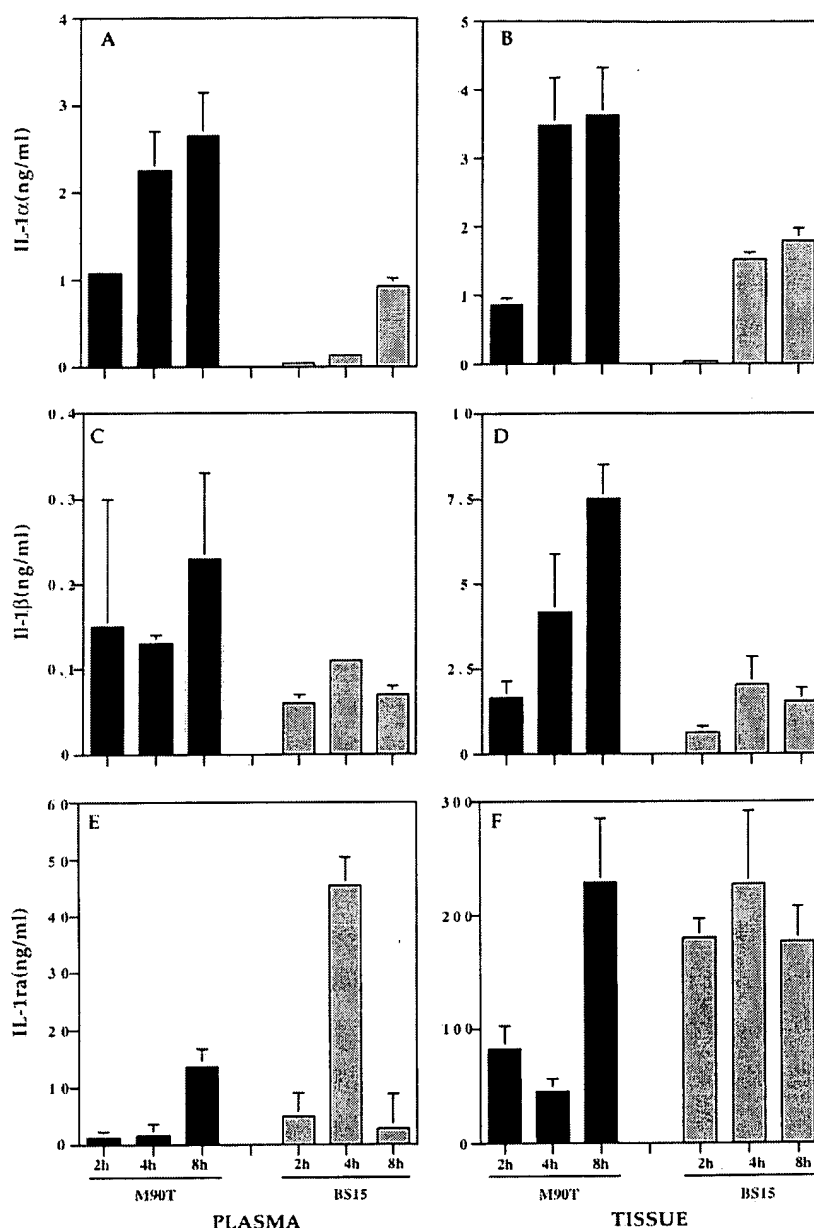 A
B
4
3
2
1
0
IL-1α(ng/ml)
5
4
3
2
1
0
C
D
0.4
0.3
0.2
0.1
0
Il-1β(ng/ml)
10
7.5
5
2.5
0
E
F
60
50
40
30
20
10
0
IL-1ra(ng/ml)
300
200
100
0
2h 4h 8h 2h 4h 8h 2h 4h 8h 2h 4h 8h
M90T BS15 M90T BS15
PLASMA TISSUE